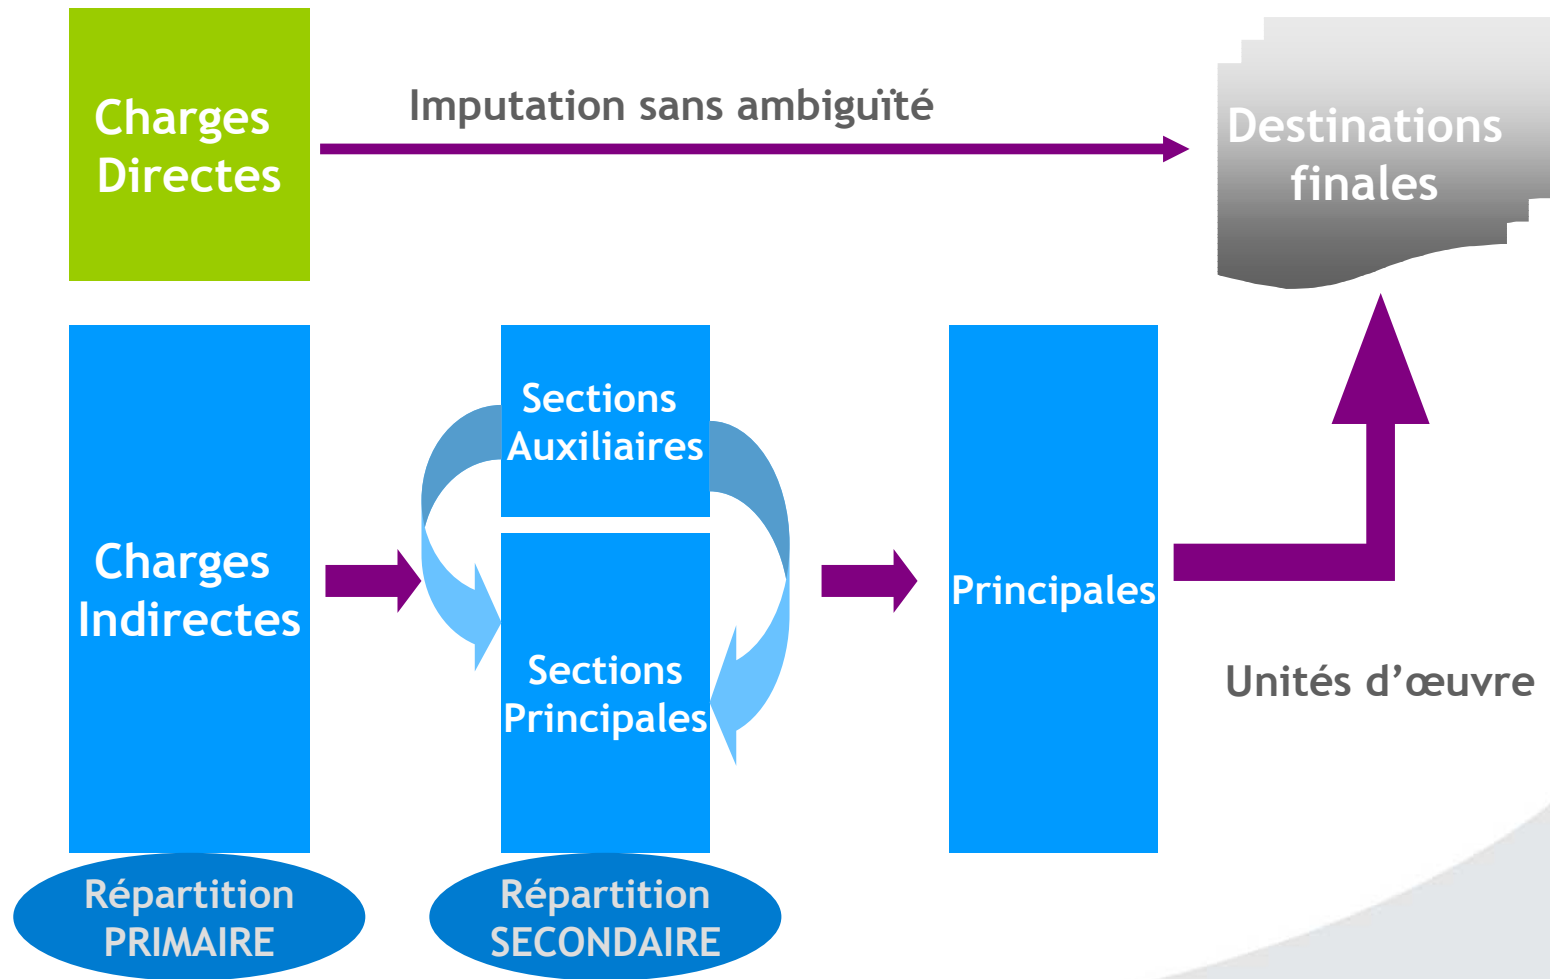 Charges
Directes
Imputation sans ambiguïté
Destinations
finales
Charges
Indirectes
Sections
Auxiliaires
Sections
Principales
Principales
Unités d’œuvre
Répartition
PRIMAIRE
Répartition
SECONDAIRE